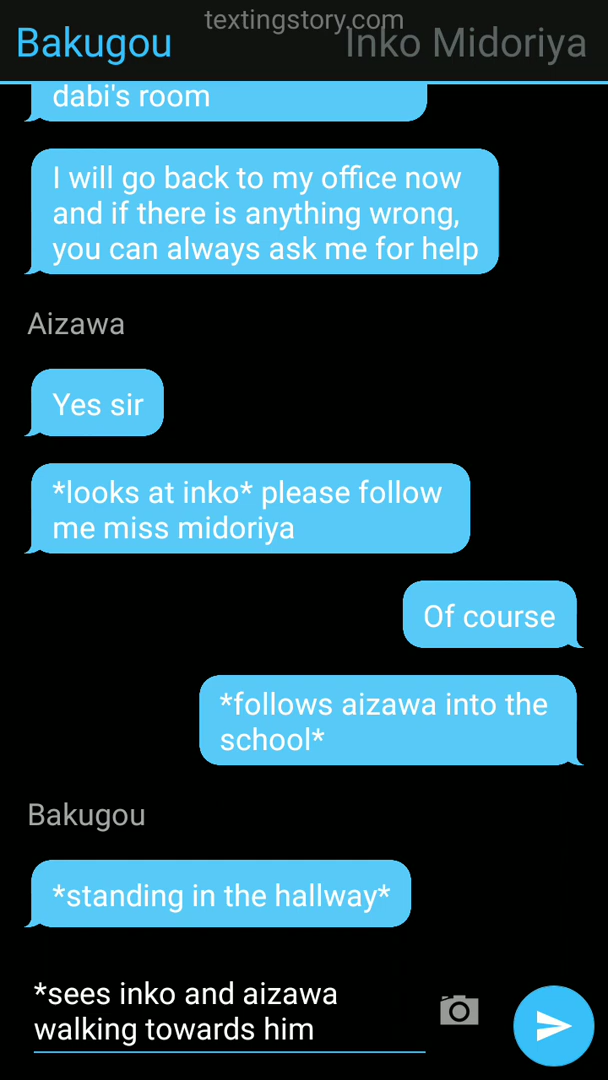 textingstory.com
Bakugou
Inko Midoriya
dabi's room
I will go back to my office now
and if there is anything wrong,
you can always ask me for help
Aizawa
Yes sir
*looks at inko* please follow
me miss midoriya
Of course
*follows aizawa into the
school*
Bakugou
*standing in the hallway*
*sees inko and aizawa
walking towards him